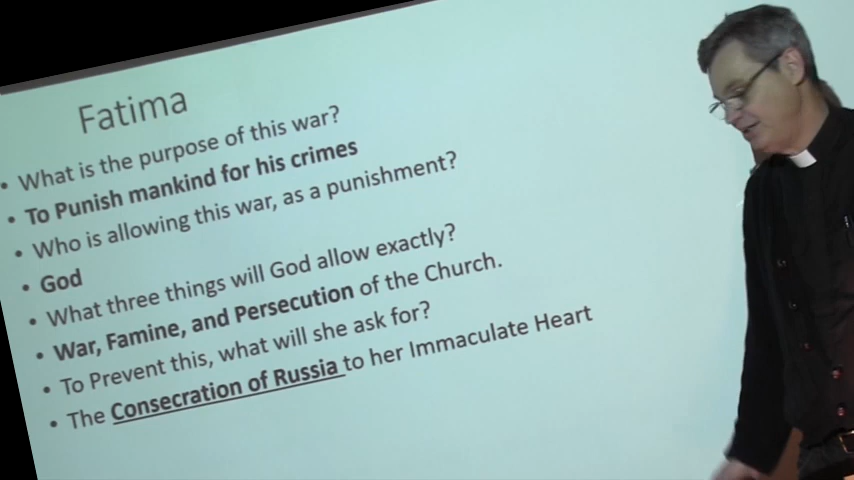 Fatima
• What is the purpose of this war?
• To Punish mankind for his crimes
• Who is allowing this war, as a punishment?
• God
• What three things will God allow exactly?
• War, Famine, and Persecution of the Church.
• To Prevent this, what will she ask for?
• The Consecration of Russia to her Immaculate Heart